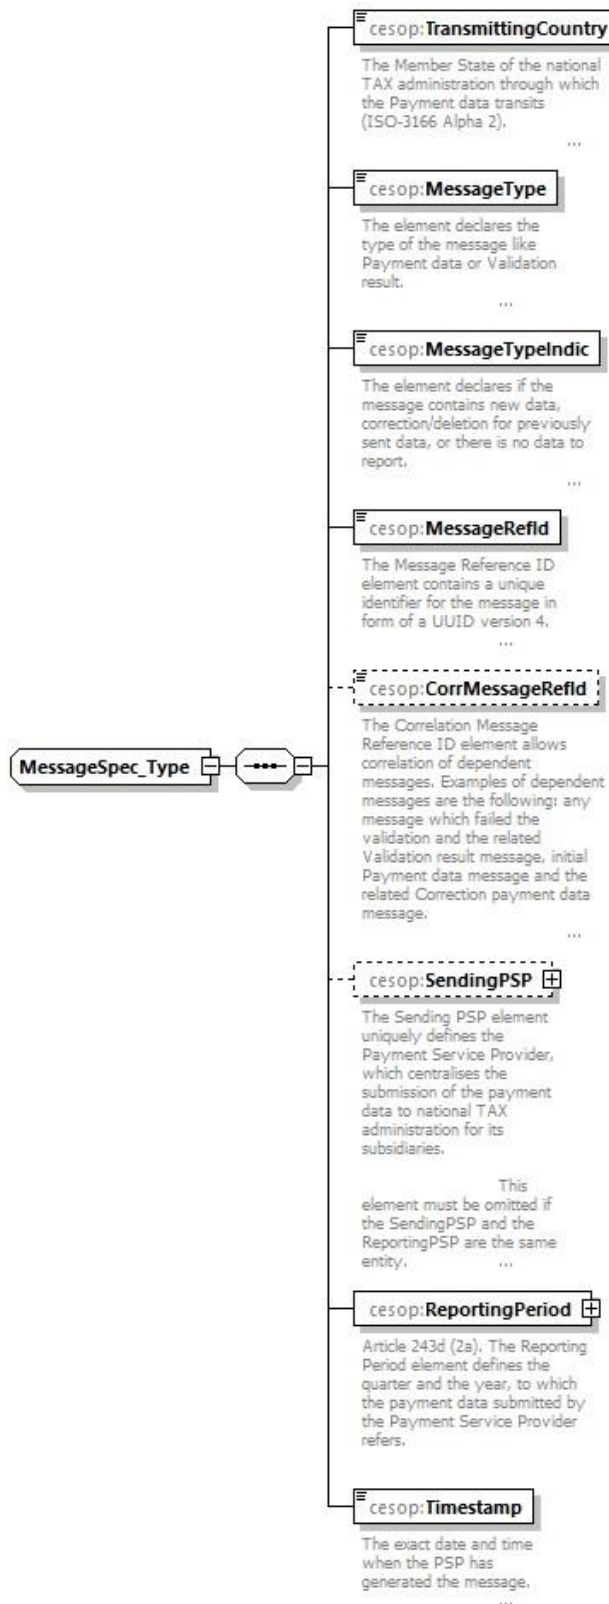 cesop:TransmittingCountry
The Member State of the national
TAX administration through which
the Payment data transits
(ISO-3166 Alpha 2).
...
cesop:MessageType
The element declares the
type of the message like
Payment data or Validation
result.
...
cesop:MessageTypeIndic
The element declares if the
message contains new data,
correction/deletion for previously
sent data, or there is no data to
report.
...
cesop:MessageRefId
The Message Reference ID
element contains a unique
identifier for the message in
form of a UUID version 4.
...
cesop:CorrMessageRefId
The Correlation Message
Reference ID element allows
correlation of dependent
messages. Examples of dependent
messages are the following: any
message which failed the
validation and the related
Validation result message, initial
Payment data message and the
related Correction payment data
message.
...
MessageSpec_Type
cesop:SendingPSP
The Sending PSP element
uniquely defines the
Payment Service Provider,
which centralises the
submission of the payment
data to national TAX
administration for its
subsidiaries.
This
element must be omitted if
the SendingPSP and the
ReportingPSP are the same
entity. ...
cesop:ReportingPeriod
Article 243d (2a). The Reporting
Period element defines the
quarter and the year, to which
the payment data submitted by
the Payment Service Provider
refers.
cesop:Timestamp
The exact date and time
when the PSP has
generated the message.
...